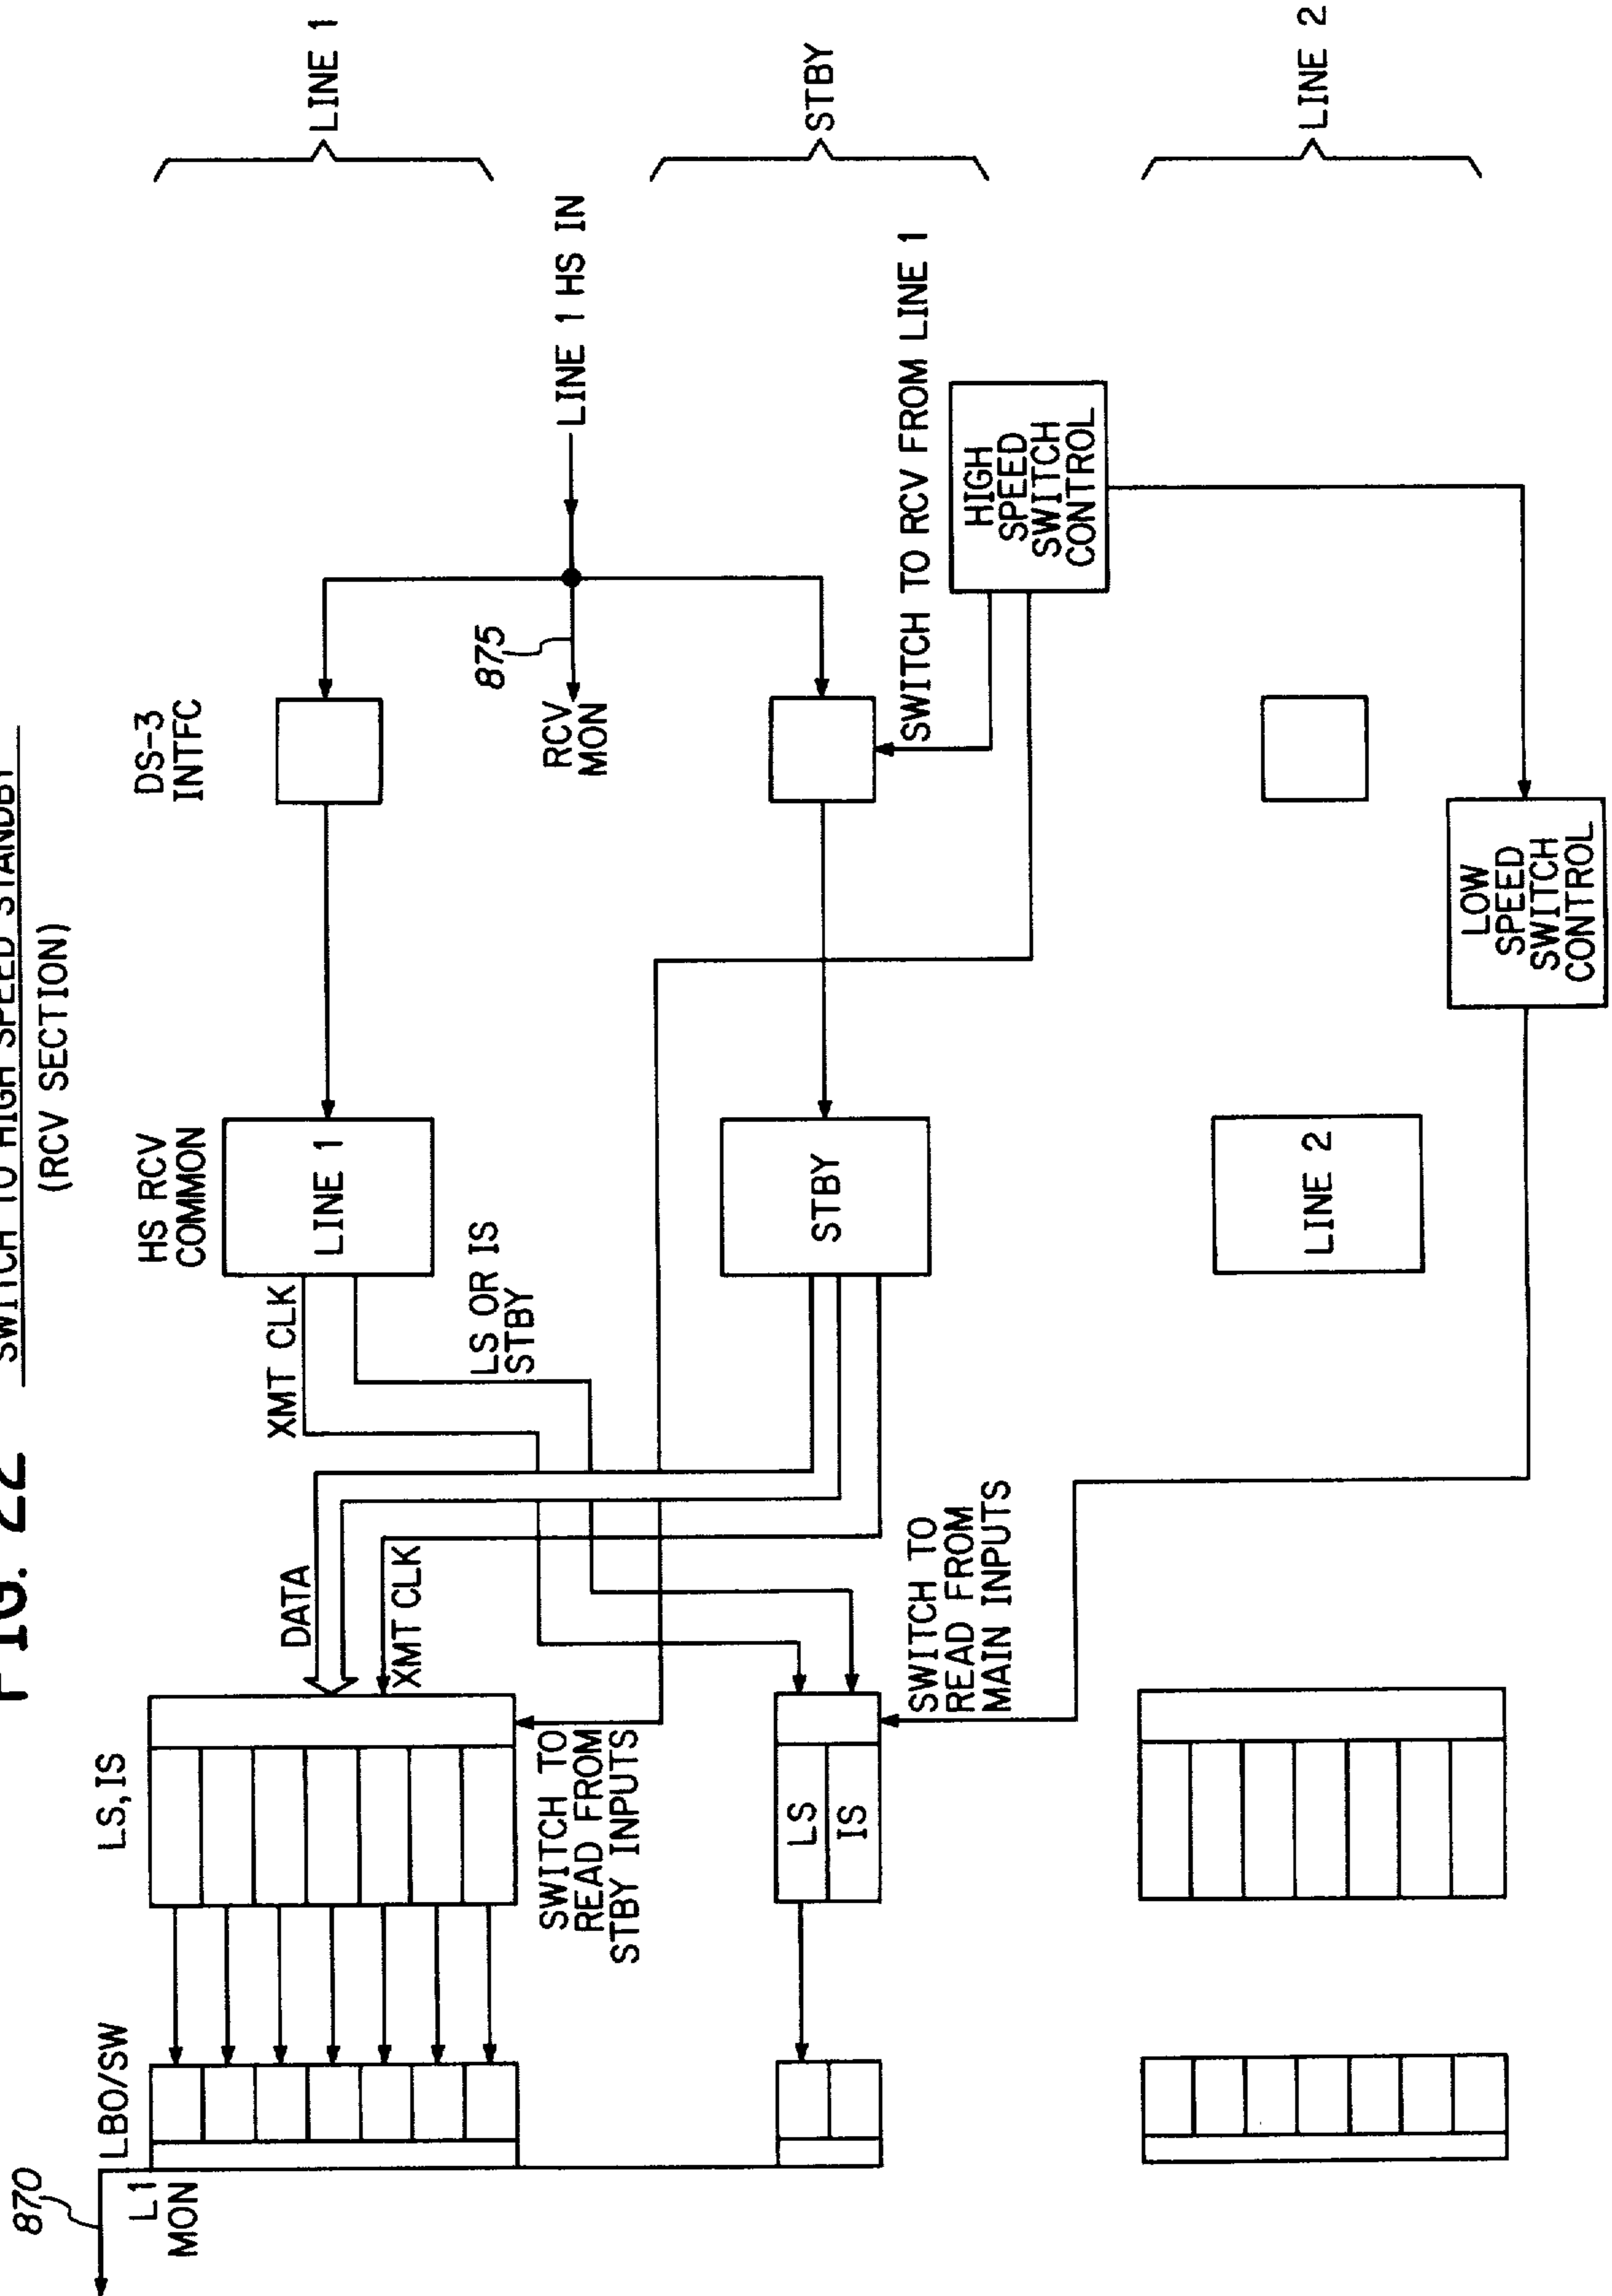 FIG. 22
SWITCH TO HIGH SPEED STANDBY
(RCV SECTION)
870
L1
MON
LBO/SW
LS, IS
DATA
XMT CLK
XMT CLK
HS RCV
COMMON
LINE 1
DS-3
INTFC
LINE 1
SWITCH TO
READ FROM
STBY INPUTS
LS OR IS
STBY
875
RCV
MON
LINE 1 HS IN
LS
IS
STBY
STBY
SWITCH TO RCV FROM LINE 1
SWITCH TO
READ FROM
MAIN INPUTS
HIGH
SPEED
SWITCH
CONTROL
LINE 2
LINE 2
LOW
SPEED
SWITCH
CONTROL